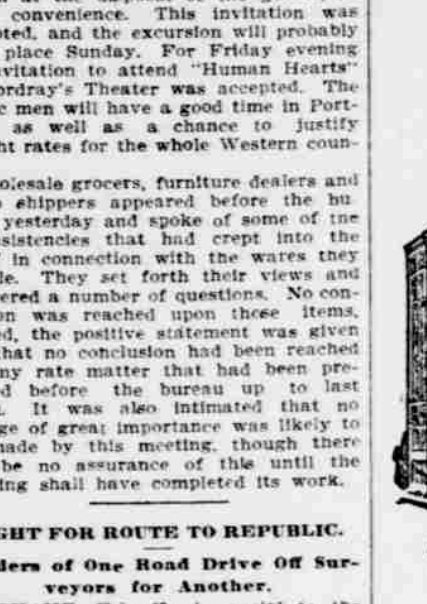 convenience. This invitation was
pted, and the excursion will probably
place Sunday. For Friday evening
nvitation to attend "Human Hearts"
ordray's Theater was accepted. The
c men will have a good time in Port-
as well as a chance to justify
ht rates for the whole Western coun-
olesale grocers, furniture dealers and
o shippers appeared before the bu-
yesterday and spoke of some of tne
sistencies that had crept into the
in connection with the wares they
le. They set forth their views and
ered a number of questions. No con-
on was reached upon these items,
ed, the positive statement was given
that no conclusion had been reached
ny rate matter that had been pre-
d before the bureau up to last
. It was also intimated that no
ge of great importance was likely to
made by this meeting, though there
be no assurance of this until the
ing shall have completed its work.
GHT FOR ROUTE TO REPUBLIC.
ders of One Road Drive Off Sur-
veyors for Another.